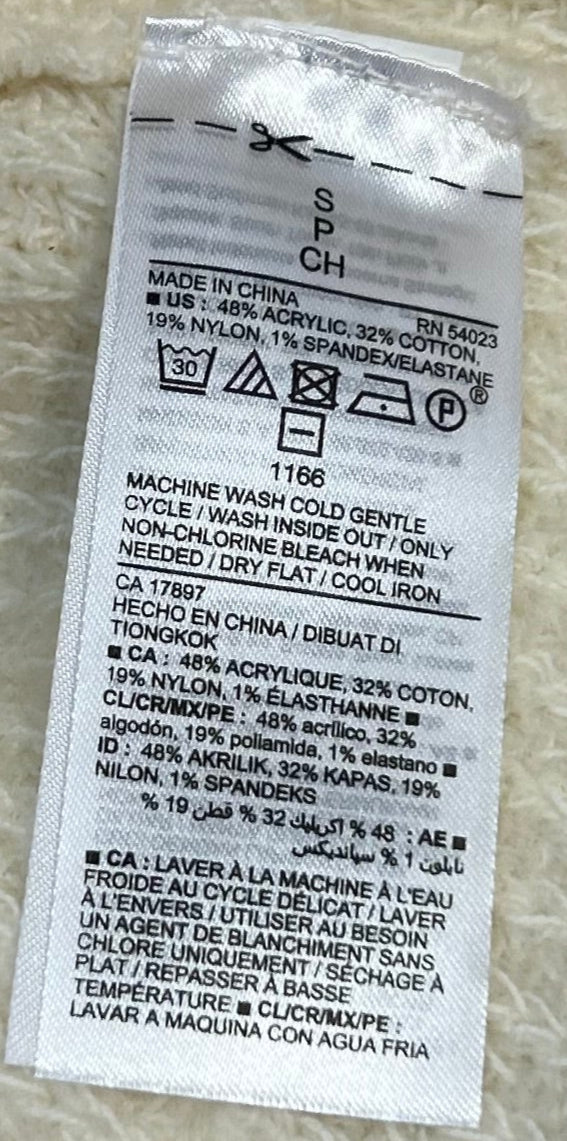 S
P
CH
MADE IN CHINA
RN 54023
■ US : 48% ACRYLIC, 32% COTTON,
19% NYLON, 1% SPANDEX/ELASTANE
30
P ®
1166
MACHINE WASH COLD GENTLE
CYCLE / WASH INSIDE OUT / ONLY
NON-CHLORINE BLEACH WHEN
NEEDED / DRY FLAT / COOL IRON
CA 17897
HECHO EN CHINA / DIBUAT DI
TIONGKOK
■ CA : 48% ACRYLIQUE, 32% COTON,
19% NYLON, 1% ÉLASTHANNE ■
CL/CR/MX/PE : 48% acrílico, 32%
algodón, 19% poliamida, 1% elastano ■
ID : 48% AKRILIK, 32% KAPAS, 19%
NILON, 1% SPANDEKS
■ AE : 48 % اكريليك 32 % قطن 19 %
نايلون 1 % سبانديكس
■ CA : LAVER À LA MACHINE À L'EAU
FROIDE AU CYCLE DÉLICAT / LAVER
À L'ENVERS / UTILISER AU BESOIN
UN AGENT DE BLANCHIMENT SANS
CHLORE UNIQUEMENT / SÉCHAGE À
PLAT / REPASSER À BASSE
TEMPÉRATURE ■ CL/CR/MX/PE :
LAVAR A MAQUINA CON AGUA FRIA